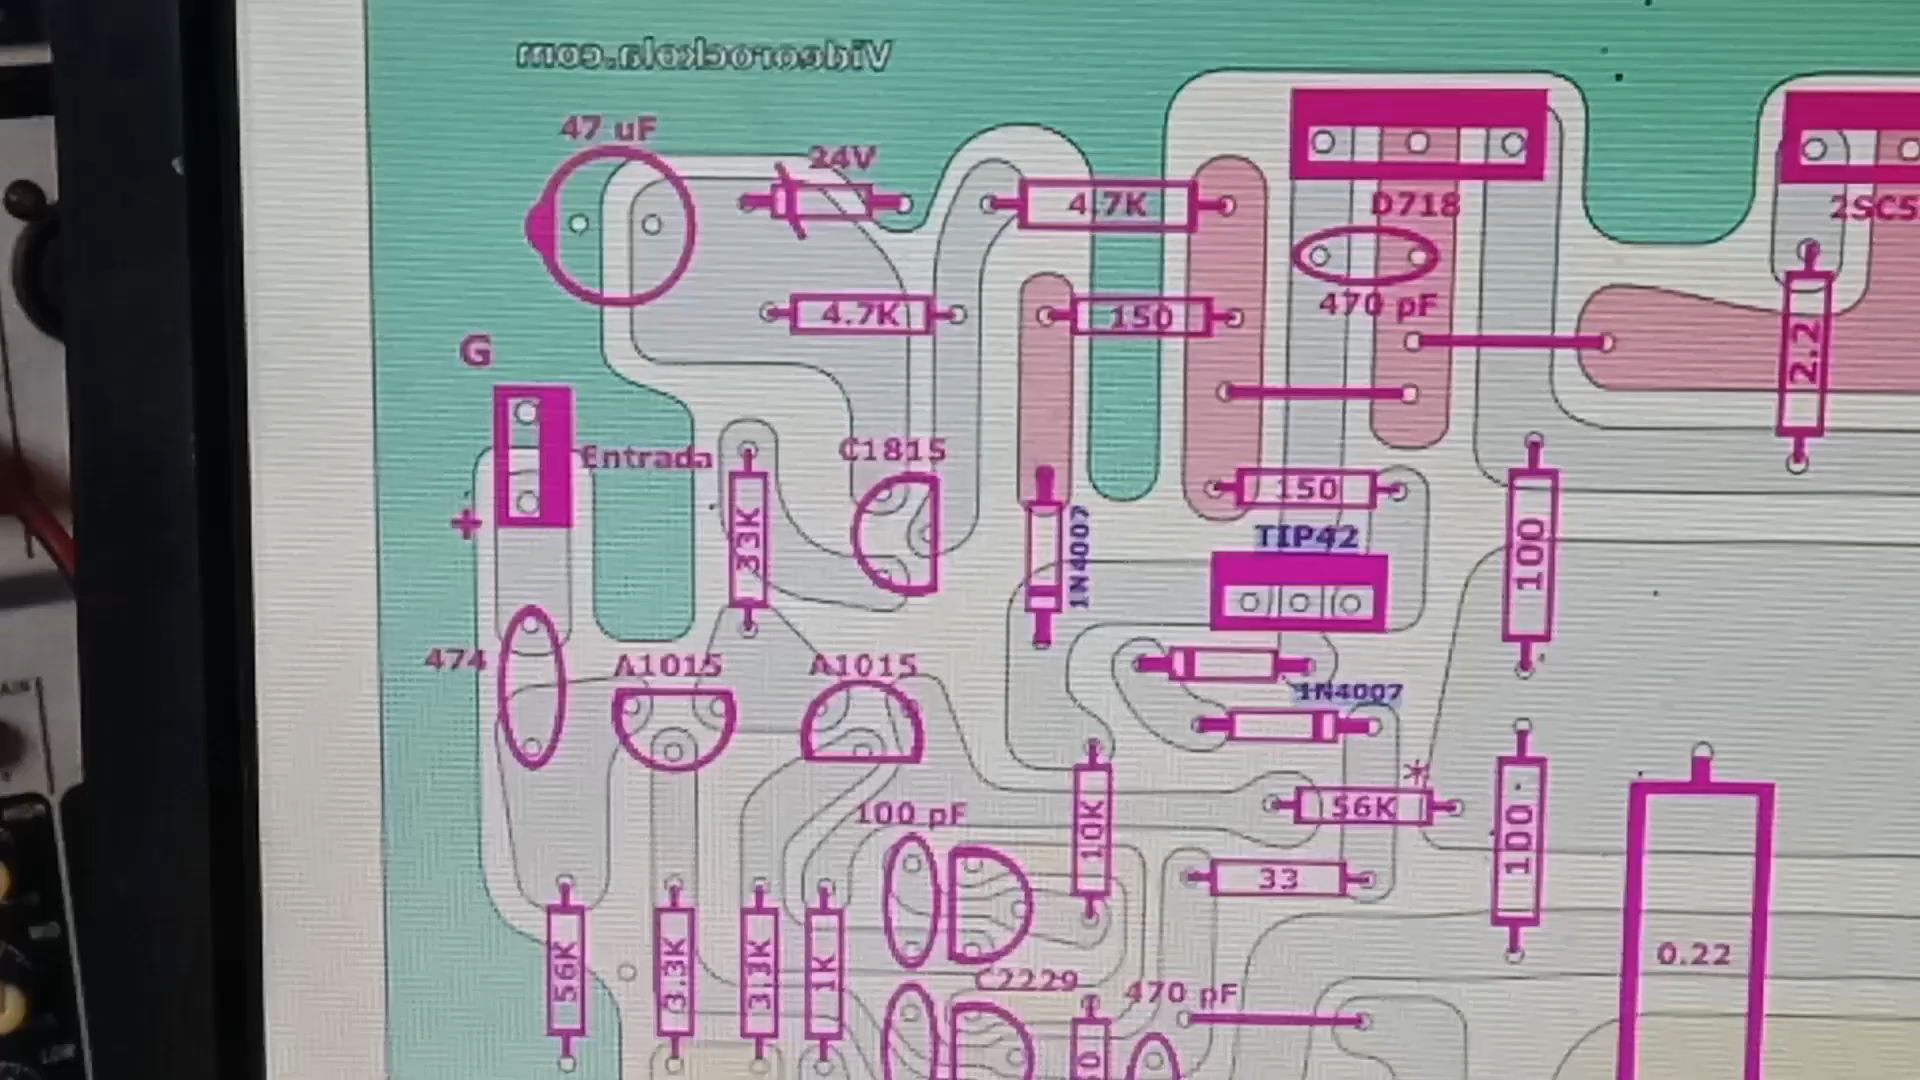 Videorockola.com
47 uF
24V
4.7K
D718
2SC5
470 pF
4.7K
150
2.2
G
Entrada
C1815
+
33K
1N4007
150
TIP42
100
474
A1015
A1015
1N4007
*
56K
100 pF
10K
33
100
0.22
56K
3.3K
3.3K
1K
C2229
470 pF